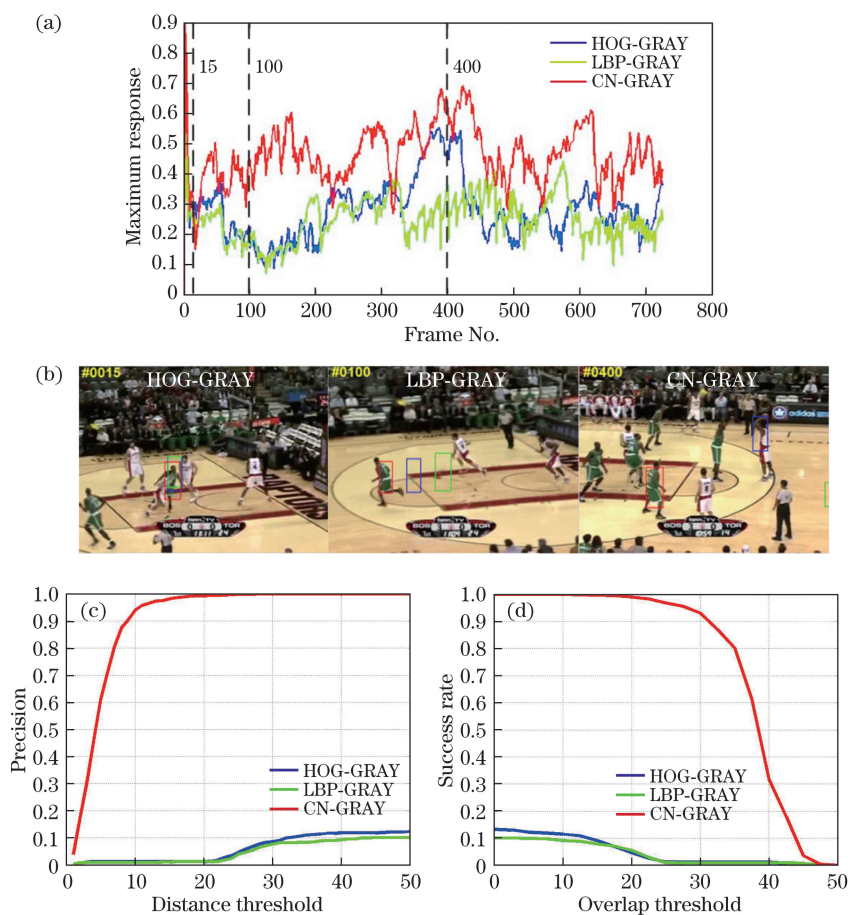 (a)
0.9
0.8
0.7
0.6
0.5
0.4
0.3
0.2
0.1
0
Maximum response
15
100
400
HOG-GRAY
LBP-GRAY
CN-GRAY
0 100 200 300 400 500 600 700 800
Frame No.
(b)
#0015
HOG-GRAY
#0100
LBP-GRAY
#0400
CN-GRAY
adidas
BOS 0 0 TOR
BOS 0 0 TOR
BOS 0 0 TOR
(c)
1.0
0.9
0.8
0.7
0.6
0.5
0.4
0.3
0.2
0.1
0
Precision
HOG-GRAY
LBP-GRAY
CN-GRAY
0 10 20 30 40 50
Distance threshold
(d)
1.0
0.9
0.8
0.7
0.6
0.5
0.4
0.3
0.2
0.1
0
Success rate
HOG-GRAY
LBP-GRAY
CN-GRAY
0 10 20 30 40 50
Overlap threshold